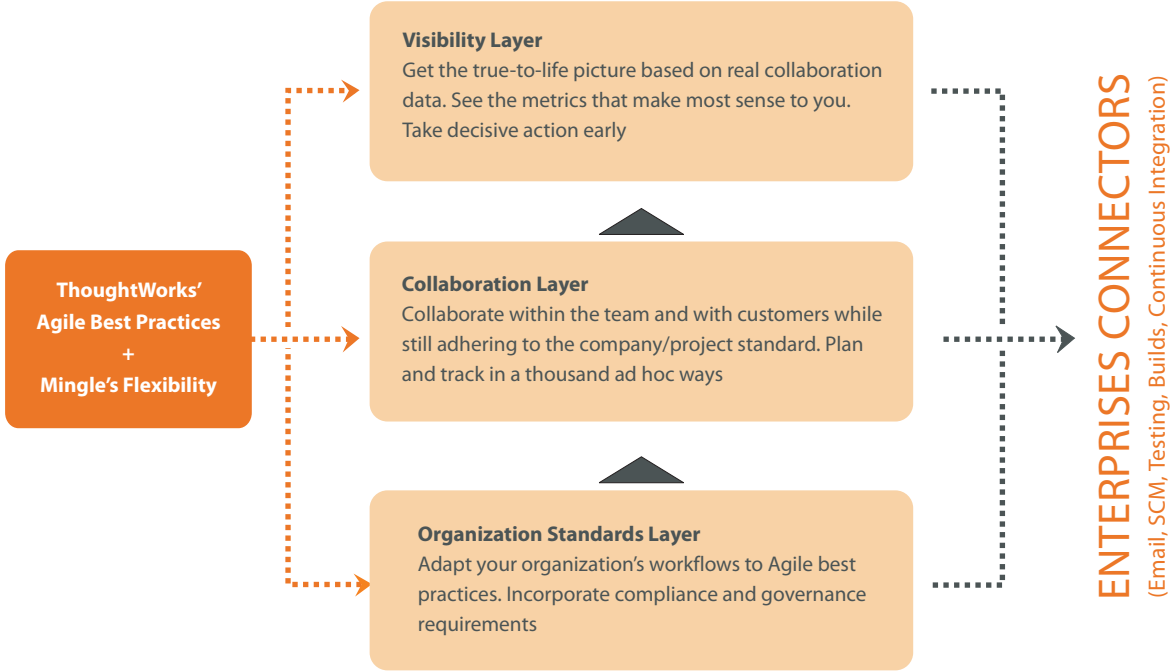 ThoughtWorks’
Agile Best Practices
+
Mingle’s Flexibility
Visibility Layer
Get the true-to-life picture based on real collaboration
data. See the metrics that make most sense to you.
Take decisive action early
Collaboration Layer
Collaborate within the team and with customers while
still adhering to the company/project standard. Plan
and track in a thousand ad hoc ways
Organization Standards Layer
Adapt your organization’s workflows to Agile best
practices. Incorporate compliance and governance
requirements
ENTERPRISES CONNECTORS
(Email, SCM, Testing, Builds, Continuous Integration)